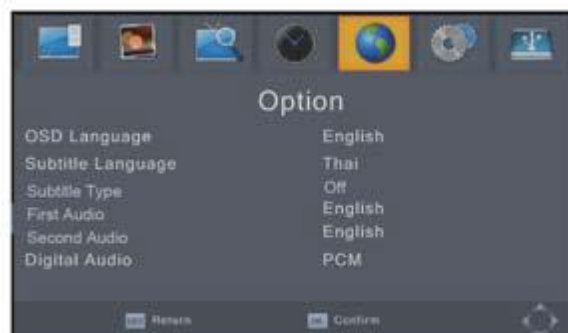 Option
OSD Language English
Subtitle Language Thai
Subtitle Type Off
First Audio English
Second Audio English
Digital Audio PCM
Return Confirm